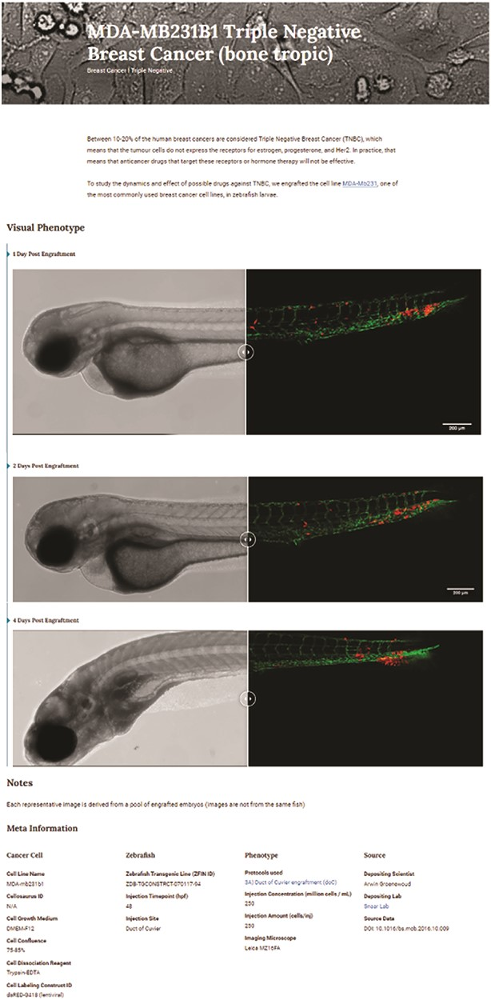 MDA-MB231B1 Triple Negative
Breast Cancer (bone tropic)
Breast Cancer | Triple Negative
Between 10-20% of the human breast cancers are considered Triple Negative Breast Cancer (TNBC), which
means that the tumour cells do not express the receptors for estrogen, progesterone, and Her2. In practice, that
means that anticancer drugs that target these receptors or hormone therapy will not be effective.
To study the dynamics and effect of possible drugs against TNBC, we engrafted the cell line MDA-Mb231, one of
the most commonly used breast cancer cell lines, in zebrafish larvae.
Visual Phenotype
1 Day Post Engraftment
200 µm
2 Days Post Engraftment
200 µm
4 Days Post Engraftment
Notes
Each representative image is derived from a pool of engrafted embryos (images are not from the same fish)
Meta Information
Cancer Cell
Cell Line Name
MDA-mb231b1
Cellosaurus ID
N/A
Cell Growth Medium
DMEM-F12
Cell Confluence
75-85%
Cell Dissociation Reagent
Trypsin-EDTA
Cell Labeling Construct ID
dsRED-G418 (lentiviral)
Zebrafish
Zebrafish Transgenic Line (ZFIN ID)
ZDB-TGCONSTRCT-070117-94
Injection Timepoint (hpf)
48
Injection Site
Duct of Cuvier
Phenotype
Protocols used
3A) Duct of Cuvier engraftment (doC)
Injection Concentration (million cells / mL)
250
Injection Amount (cells/inj)
250
Imaging Microscope
Leica MZ16FA
Source
Depositing Scientist
Arwin Groenewoud
Depositing Lab
Snaar Lab
Source Data
DOI: 10.1016/bs.mcb.2016.10.009